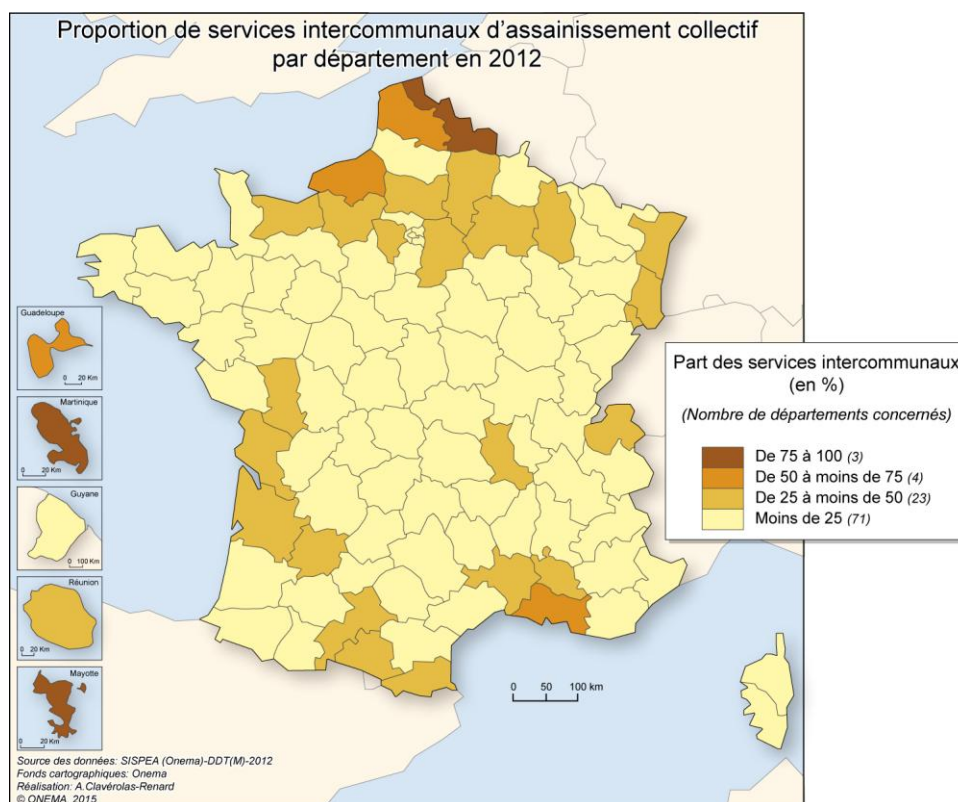 Proportion de services intercommunaux d'assainissement collectif
par département en 2012
Guadeloupe
0 20 Km
Martinique
0 20 Km
Guyane
0 100 Km
Réunion
0 20 Km
Mayotte
0 20 Km
Part des services intercommunaux
(en %)
(Nombre de départements concernés)
De 75 à 100 (3)
De 50 à moins de 75 (4)
De 25 à moins de 50 (23)
Moins de 25 (71)
0 50 100 km
Source des données: SISPEA (Onema)-DDT(M)-2012
Fonds cartographiques: Onema
Réalisation: A.Clavérolas-Renard
© ONEMA, 2015